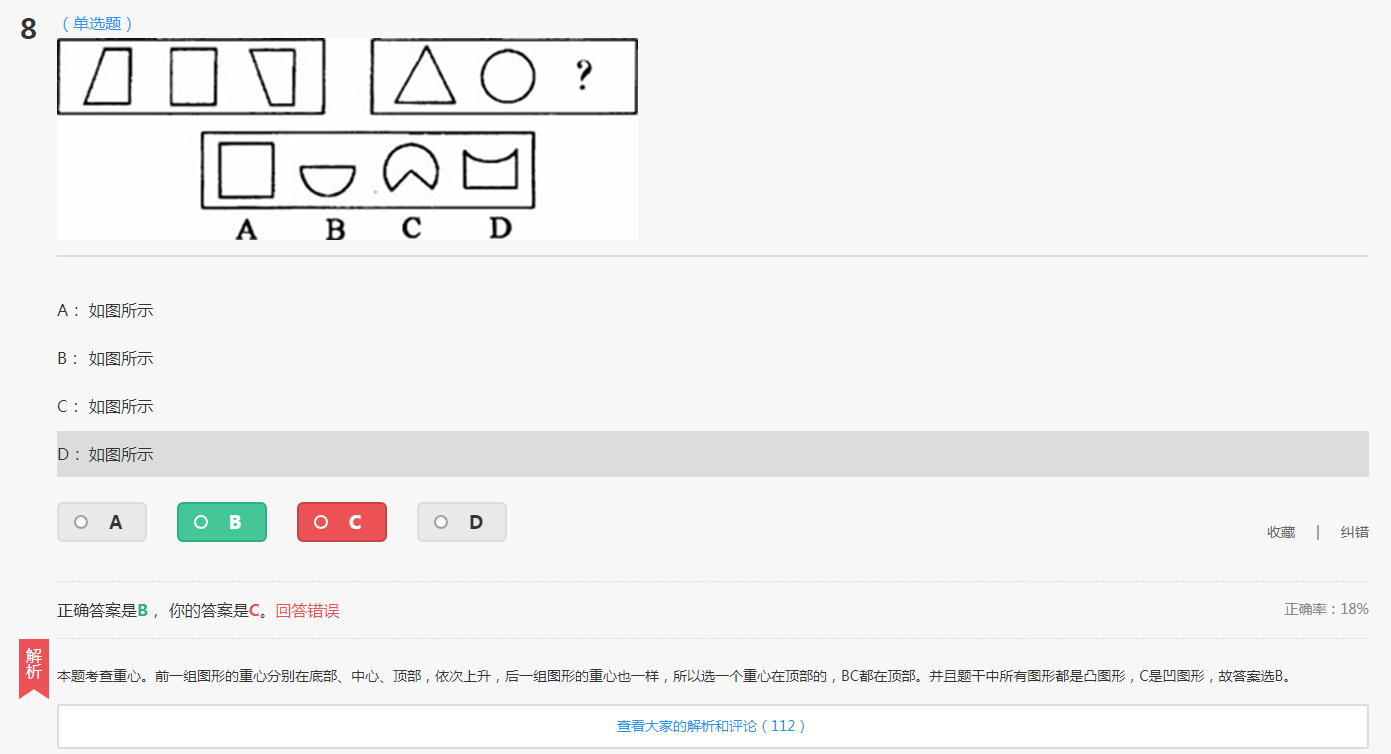 8 （单选题）
?
A B C D
A： 如图所示
B： 如图所示
C： 如图所示
D： 如图所示
A B C D
收藏 | 纠错
正确答案是B， 你的答案是C。回答错误 正确率：18%
解析
本题考查重心。前一组图形的重心分别在底部、中心、顶部，依次上升，后一组图形的重心也一样，所以选一个重心在顶部的，BC都在顶部。并且题干中所有图形都是凸图形，C是凹图形，故答案选B。
查看大家的解析和评论（112）